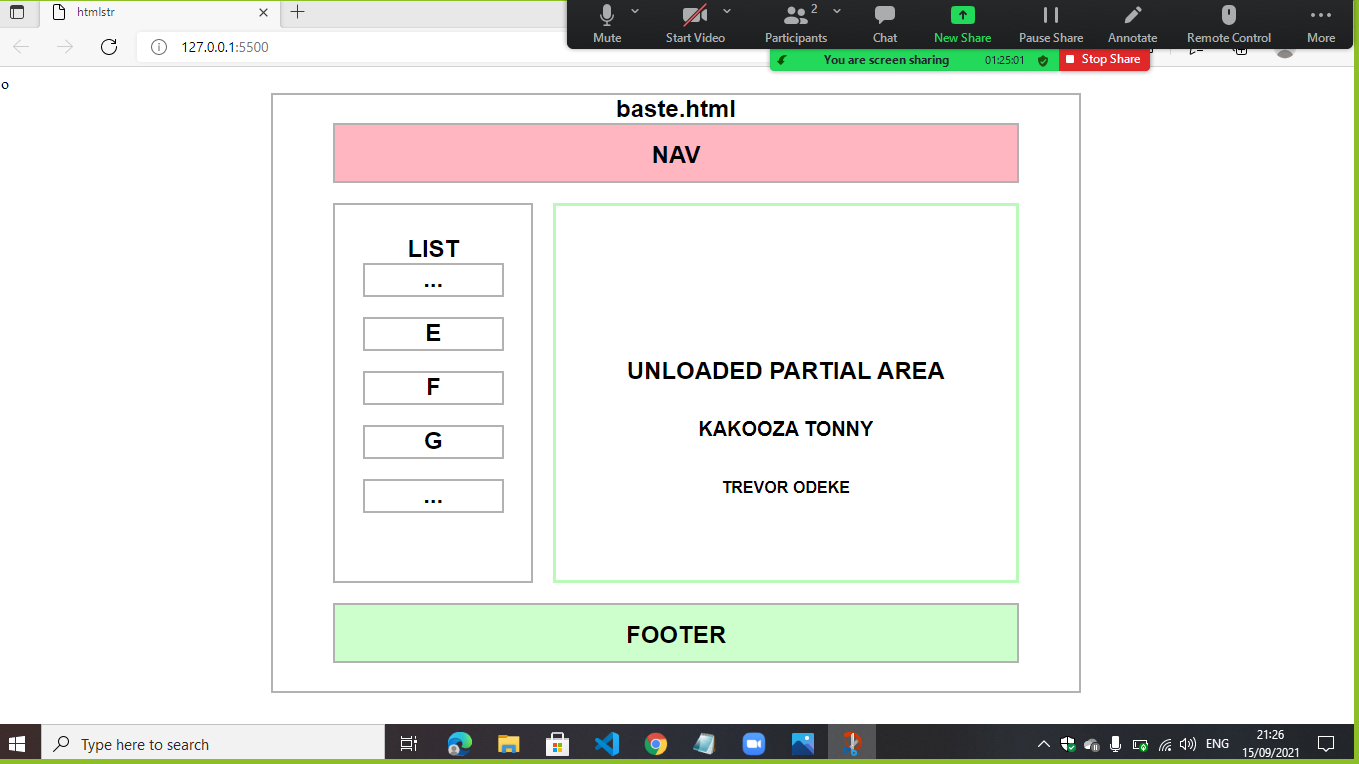 htmlstr
127.0.0.1:5500
Mute
Start Video
Participants
2
Chat
New Share
Pause Share
Annotate
Remote Control
More
You are screen sharing
01:25:01
Stop Share
o
baste.html
NAV
LIST
...
E
F
G
...
UNLOADED PARTIAL AREA
KAKOOZA TONNY
TREVOR ODEKE
FOOTER
Type here to search
ENG
21:26
15/09/2021